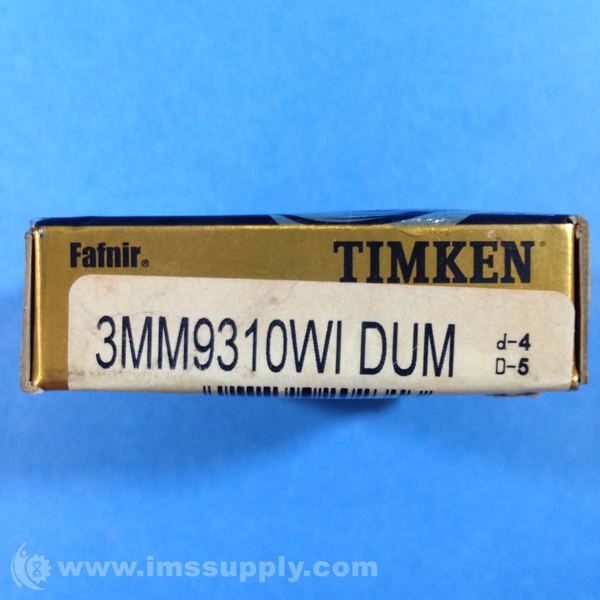 Fafnir®
TIMKEN®
3MM9310WI DUM
d-4
D-5
www.imssupply.com